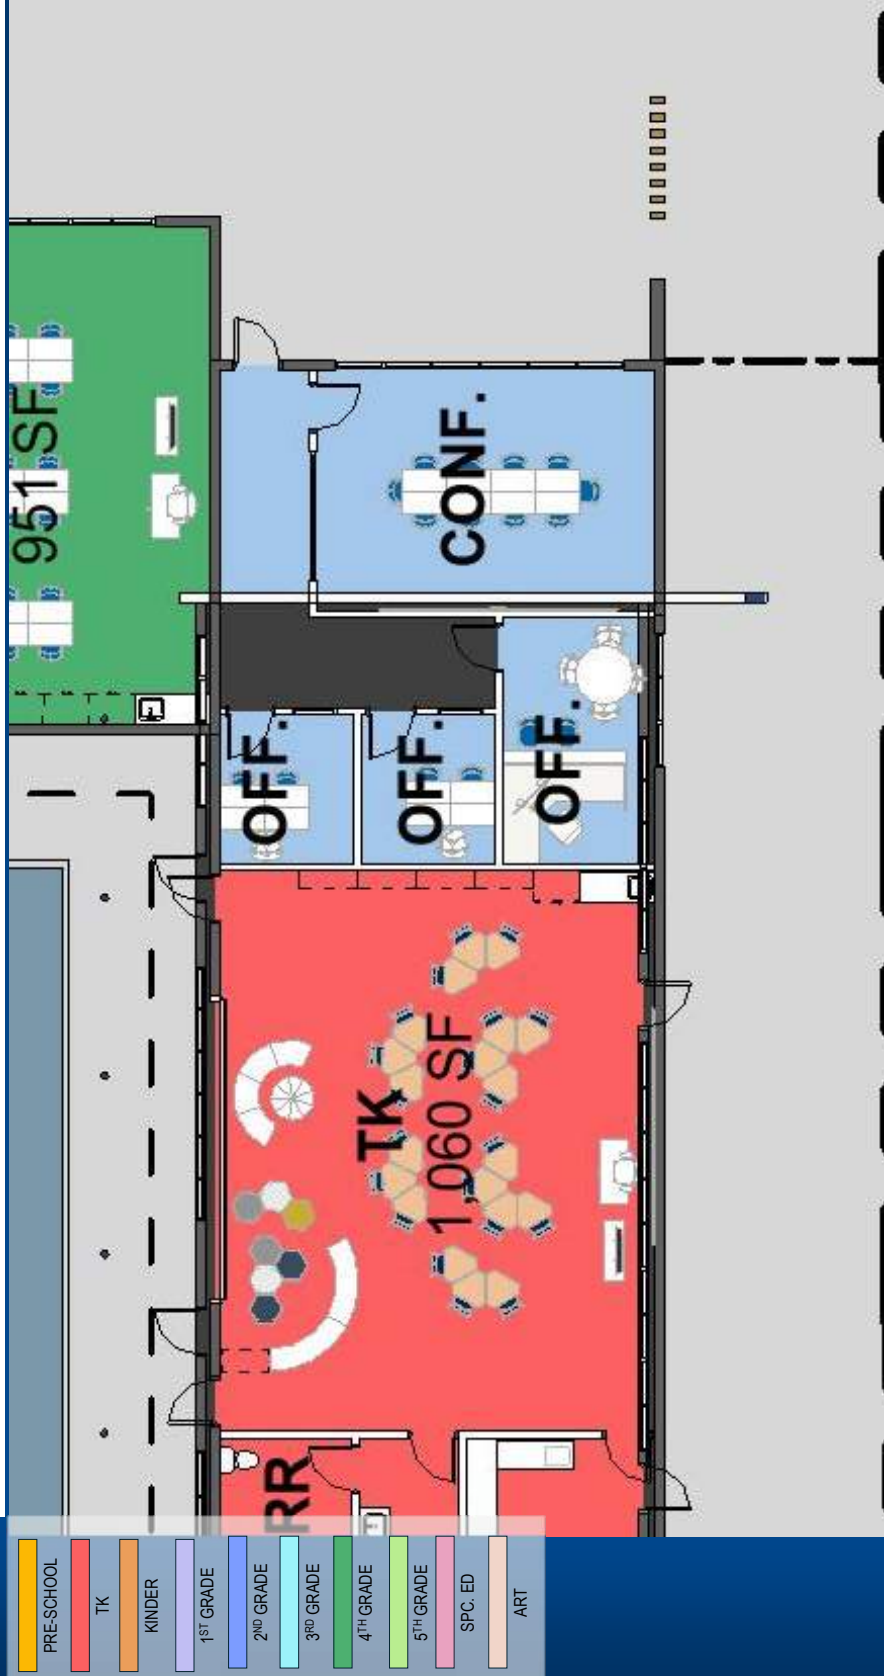 951 SF
CONF.
OFF.
OFF.
OFF.
TK
1,060 SF
RR
PRE-SCHOOL
TK
KINDER
1ST GRADE
2ND GRADE
3RD GRADE
4TH GRADE
5TH GRADE
SPC. ED
ART